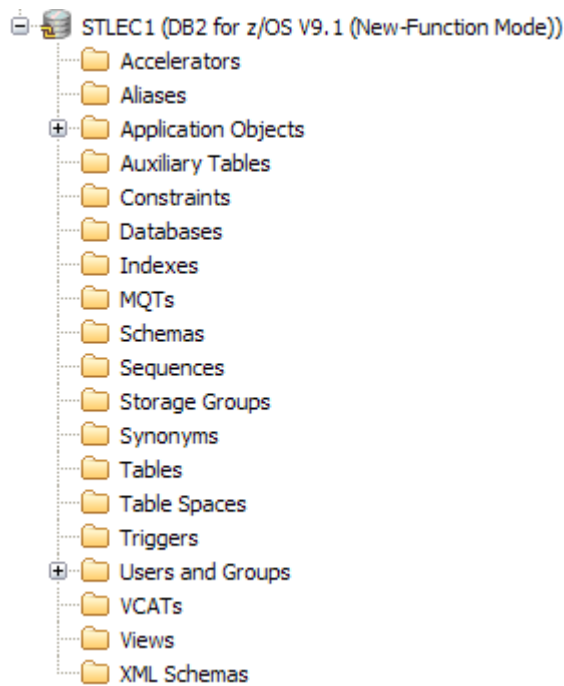 STLEC1 (DB2 for z/OS V9.1 (New-Function Mode))
Accelerators
Aliases
Application Objects
Auxiliary Tables
Constraints
Databases
Indexes
MQTs
Schemas
Sequences
Storage Groups
Synonyms
Tables
Table Spaces
Triggers
Users and Groups
VCATs
Views
XML Schemas